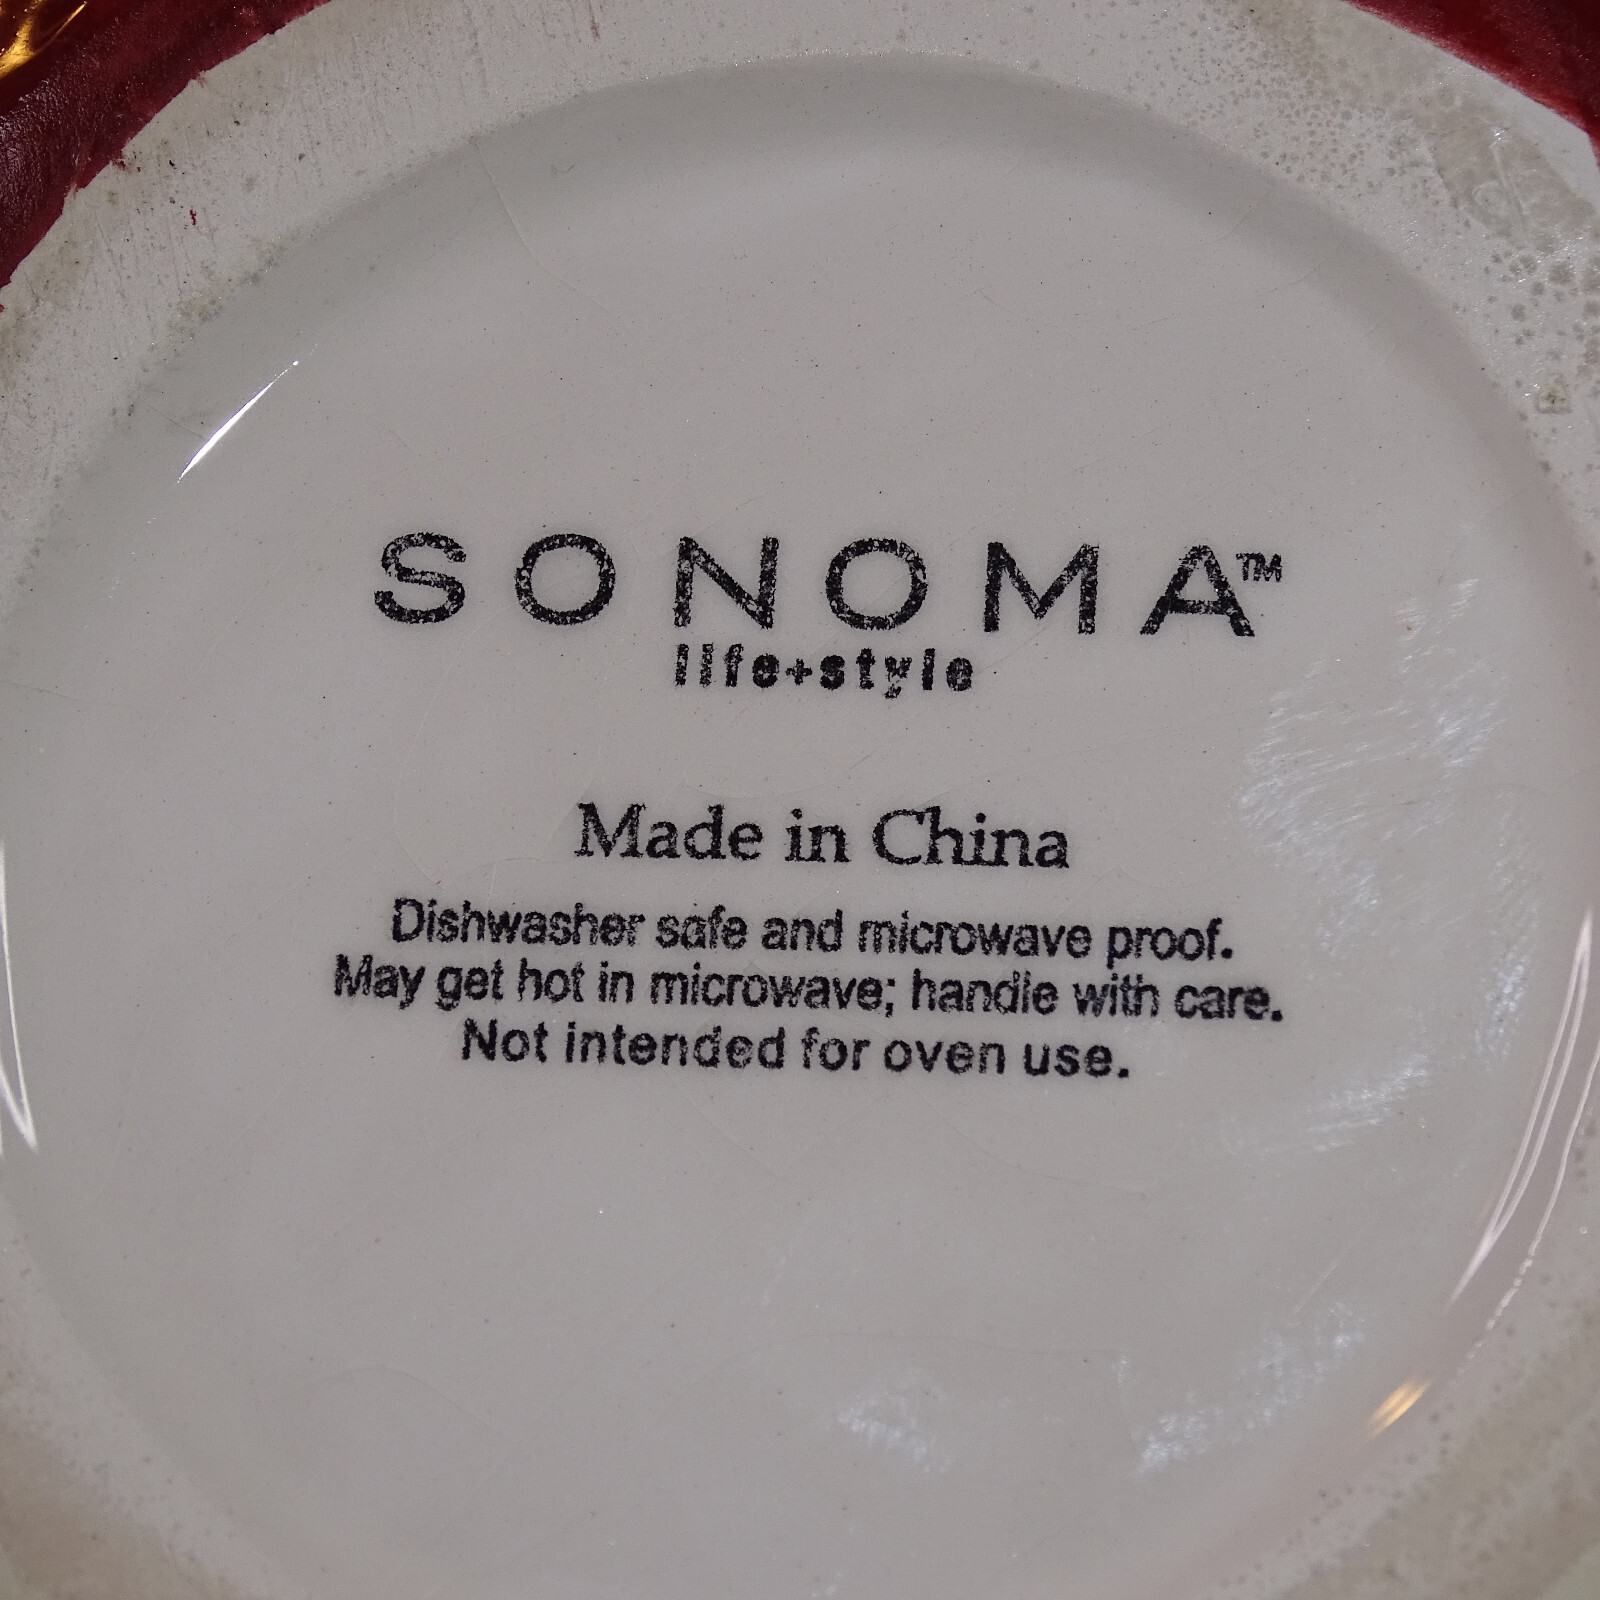 SONOMA™
life+style
Made in China
Dishwasher safe and microwave proof.
May get hot in microwave; handle with care.
Not intended for oven use.